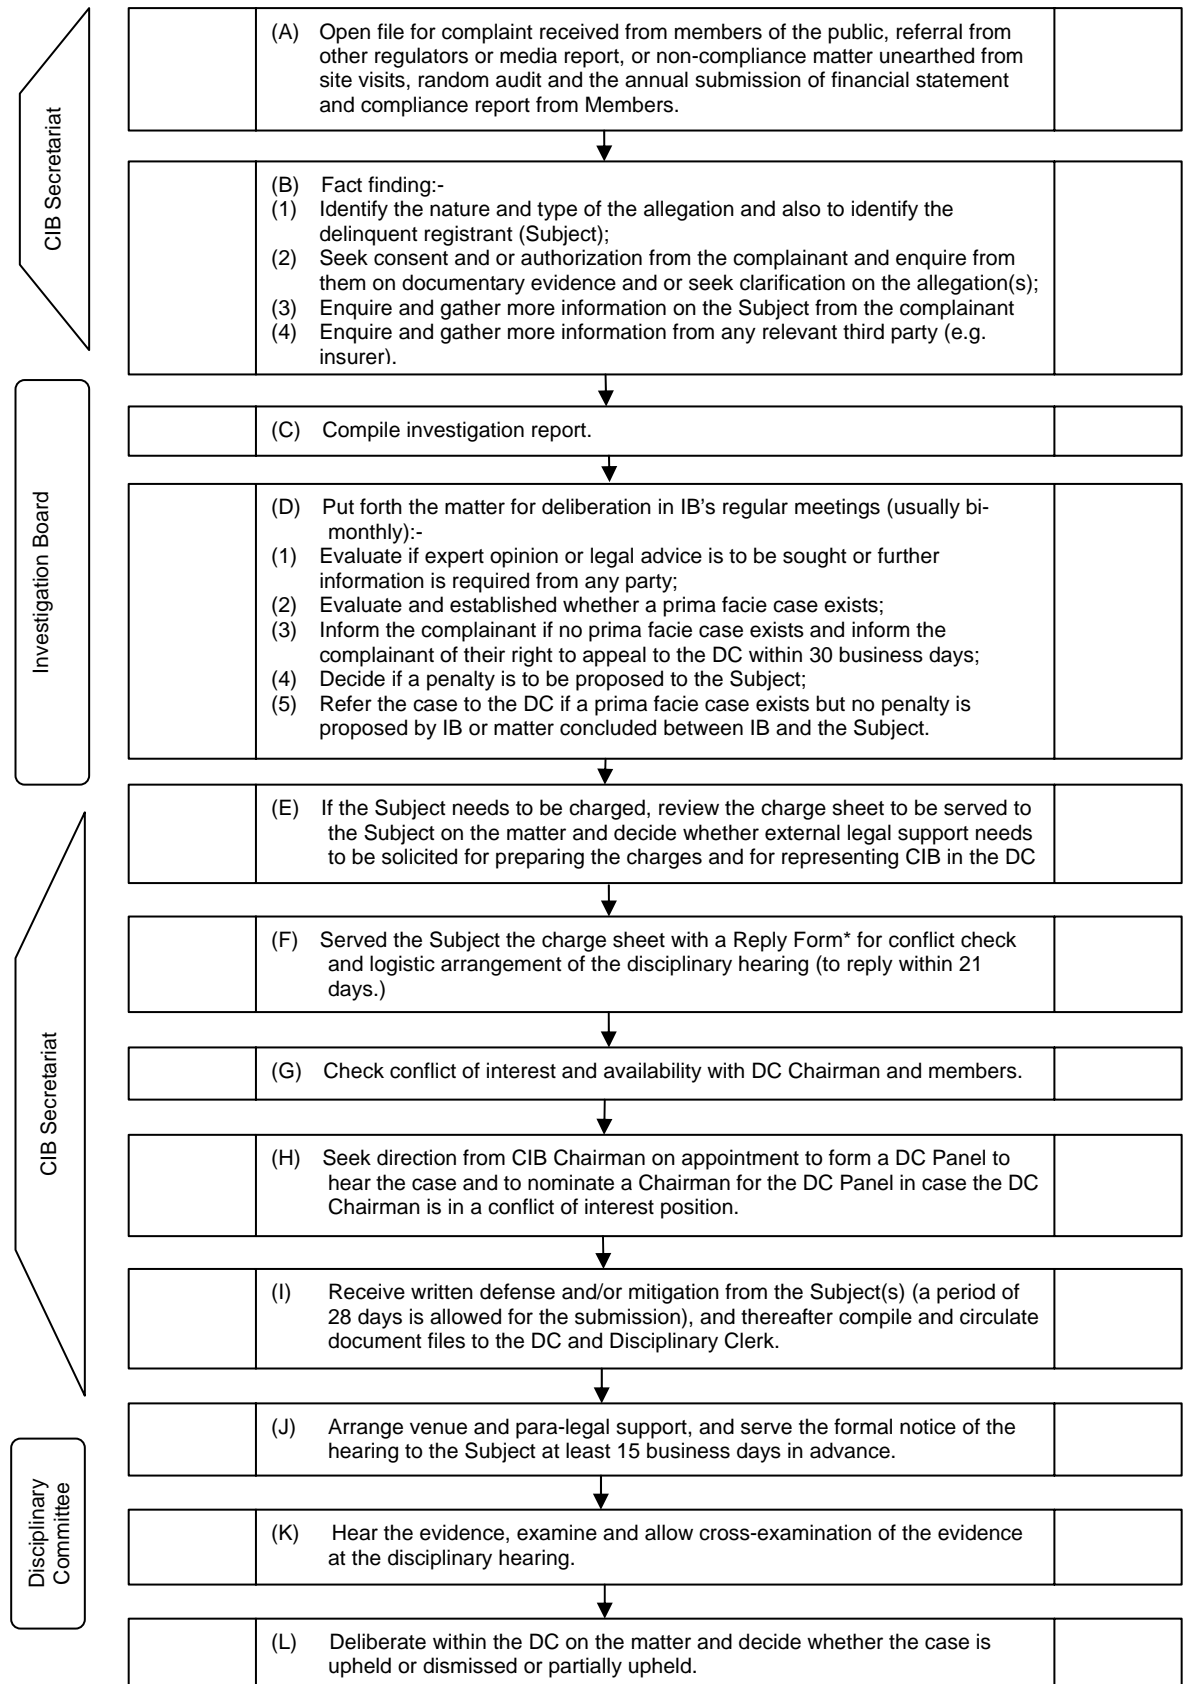 CIB Secretariat
(A) Open file for complaint received from members of the public, referral from
other regulators or media report, or non-compliance matter unearthed from
site visits, random audit and the annual submission of financial statement
and compliance report from Members.
(B) Fact finding:-
(1) Identify the nature and type of the allegation and also to identify the
delinquent registrant (Subject);
(2) Seek consent and or authorization from the complainant and enquire from
them on documentary evidence and or seek clarification on the allegation(s);
(3) Enquire and gather more information on the Subject from the complainant
(4) Enquire and gather more information from any relevant third party (e.g.
insurer).
Investigation Board
(C) Compile investigation report.
(D) Put forth the matter for deliberation in IB's regular meetings (usually bi-
monthly):-
(1) Evaluate if expert opinion or legal advice is to be sought or further
information is required from any party;
(2) Evaluate and established whether a prima facie case exists;
(3) Inform the complainant if no prima facie case exists and inform the
complainant of their right to appeal to the DC within 30 business days;
(4) Decide if a penalty is to be proposed to the Subject;
(5) Refer the case to the DC if a prima facie case exists but no penalty is
proposed by IB or matter concluded between IB and the Subject.
CIB Secretariat
(E) If the Subject needs to be charged, review the charge sheet to be served to
the Subject on the matter and decide whether external legal support needs
to be solicited for preparing the charges and for representing CIB in the DC
(F) Served the Subject the charge sheet with a Reply Form* for conflict check
and logistic arrangement of the disciplinary hearing (to reply within 21
days.)
(G) Check conflict of interest and availability with DC Chairman and members.
(H) Seek direction from CIB Chairman on appointment to form a DC Panel to
hear the case and to nominate a Chairman for the DC Panel in case the DC
Chairman is in a conflict of interest position.
(I) Receive written defense and/or mitigation from the Subject(s) (a period of
28 days is allowed for the submission), and thereafter compile and circulate
document files to the DC and Disciplinary Clerk.
Disciplinary
Committee
(J) Arrange venue and para-legal support, and serve the formal notice of the
hearing to the Subject at least 15 business days in advance.
(K) Hear the evidence, examine and allow cross-examination of the evidence
at the disciplinary hearing.
(L) Deliberate within the DC on the matter and decide whether the case is
upheld or dismissed or partially upheld.